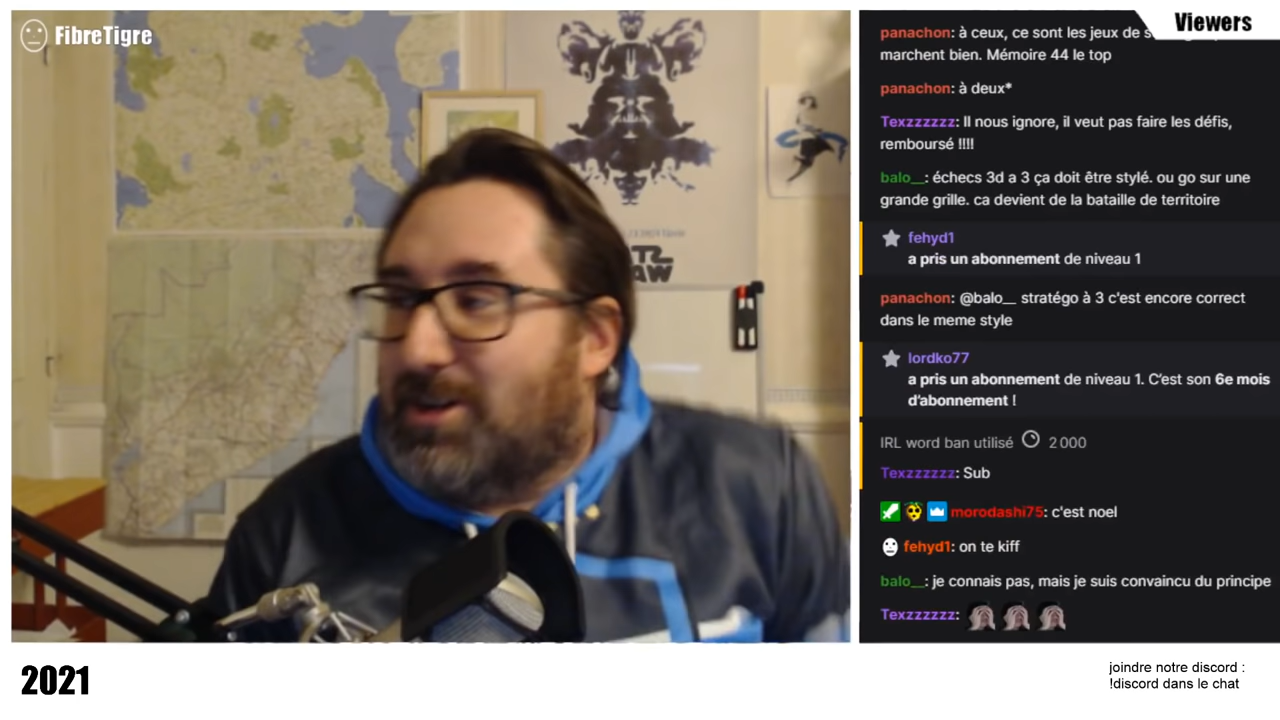 FibreTigre
Viewers
panachon: à ceux, ce sont les jeux de
marchent bien. Mémoire 44 le top
panachon: à deux*
Texzzzzzz: Il nous ignore, il veut pas faire les défis,
remboursé !!!!
balo__: échecs 3d a 3 ça doit être stylé. ou go sur une
grande grille. ca devient de la bataille de territoire
fehyd1
a pris un abonnement de niveau 1
panachon: @balo__ stratégo à 3 c'est encore correct
dans le meme style
lordko77
a pris un abonnement de niveau 1. C'est son 6e mois
d'abonnement !
IRL word ban utilisé 2 000
Texzzzzzz: Sub
morodashi75: c'est noel
fehyd1: on te kiff
balo__: je connais pas, mais je suis convaincu du principe
Texzzzzzz:
2021
joindre notre discord :
!discord dans le chat